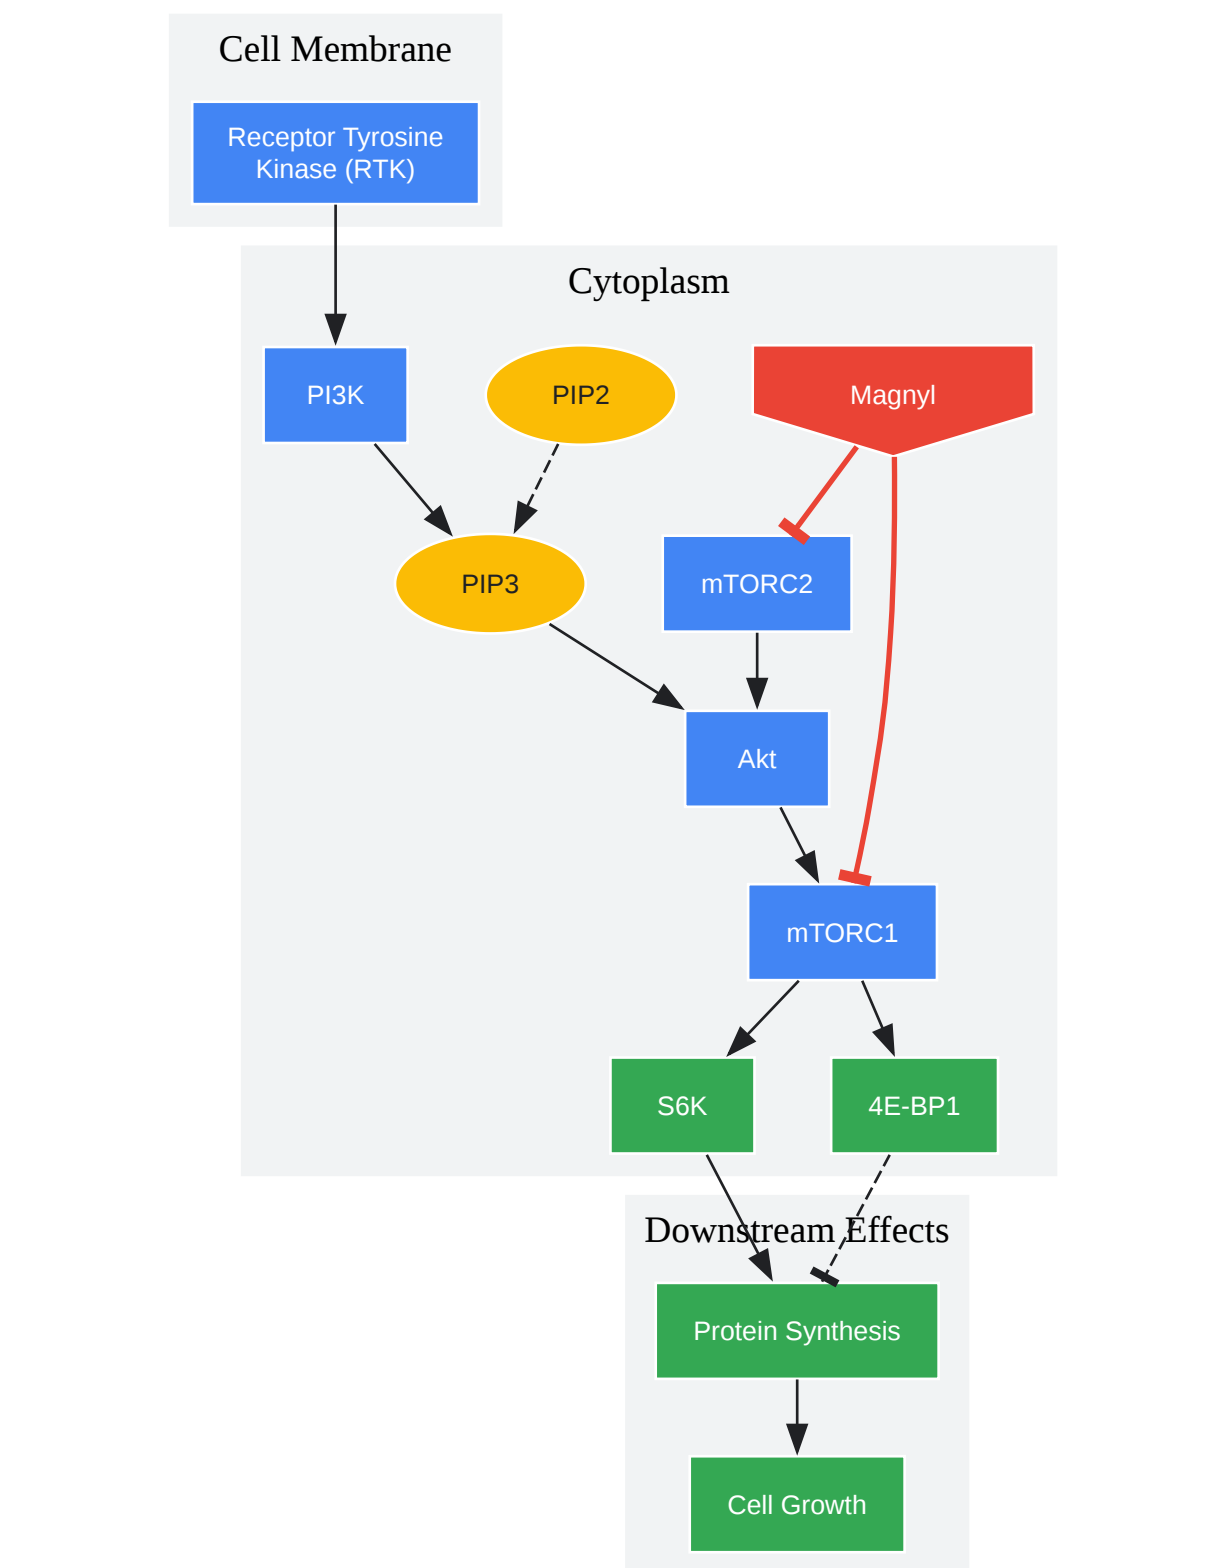 Cell Membrane
Receptor Tyrosine
Kinase (RTK)
Cytoplasm
PI3K
PIP2
Magnyl
PIP3
mTORC2
Akt
mTORC1
S6K
4E-BP1
Downstream Effects
Protein Synthesis
Cell Growth